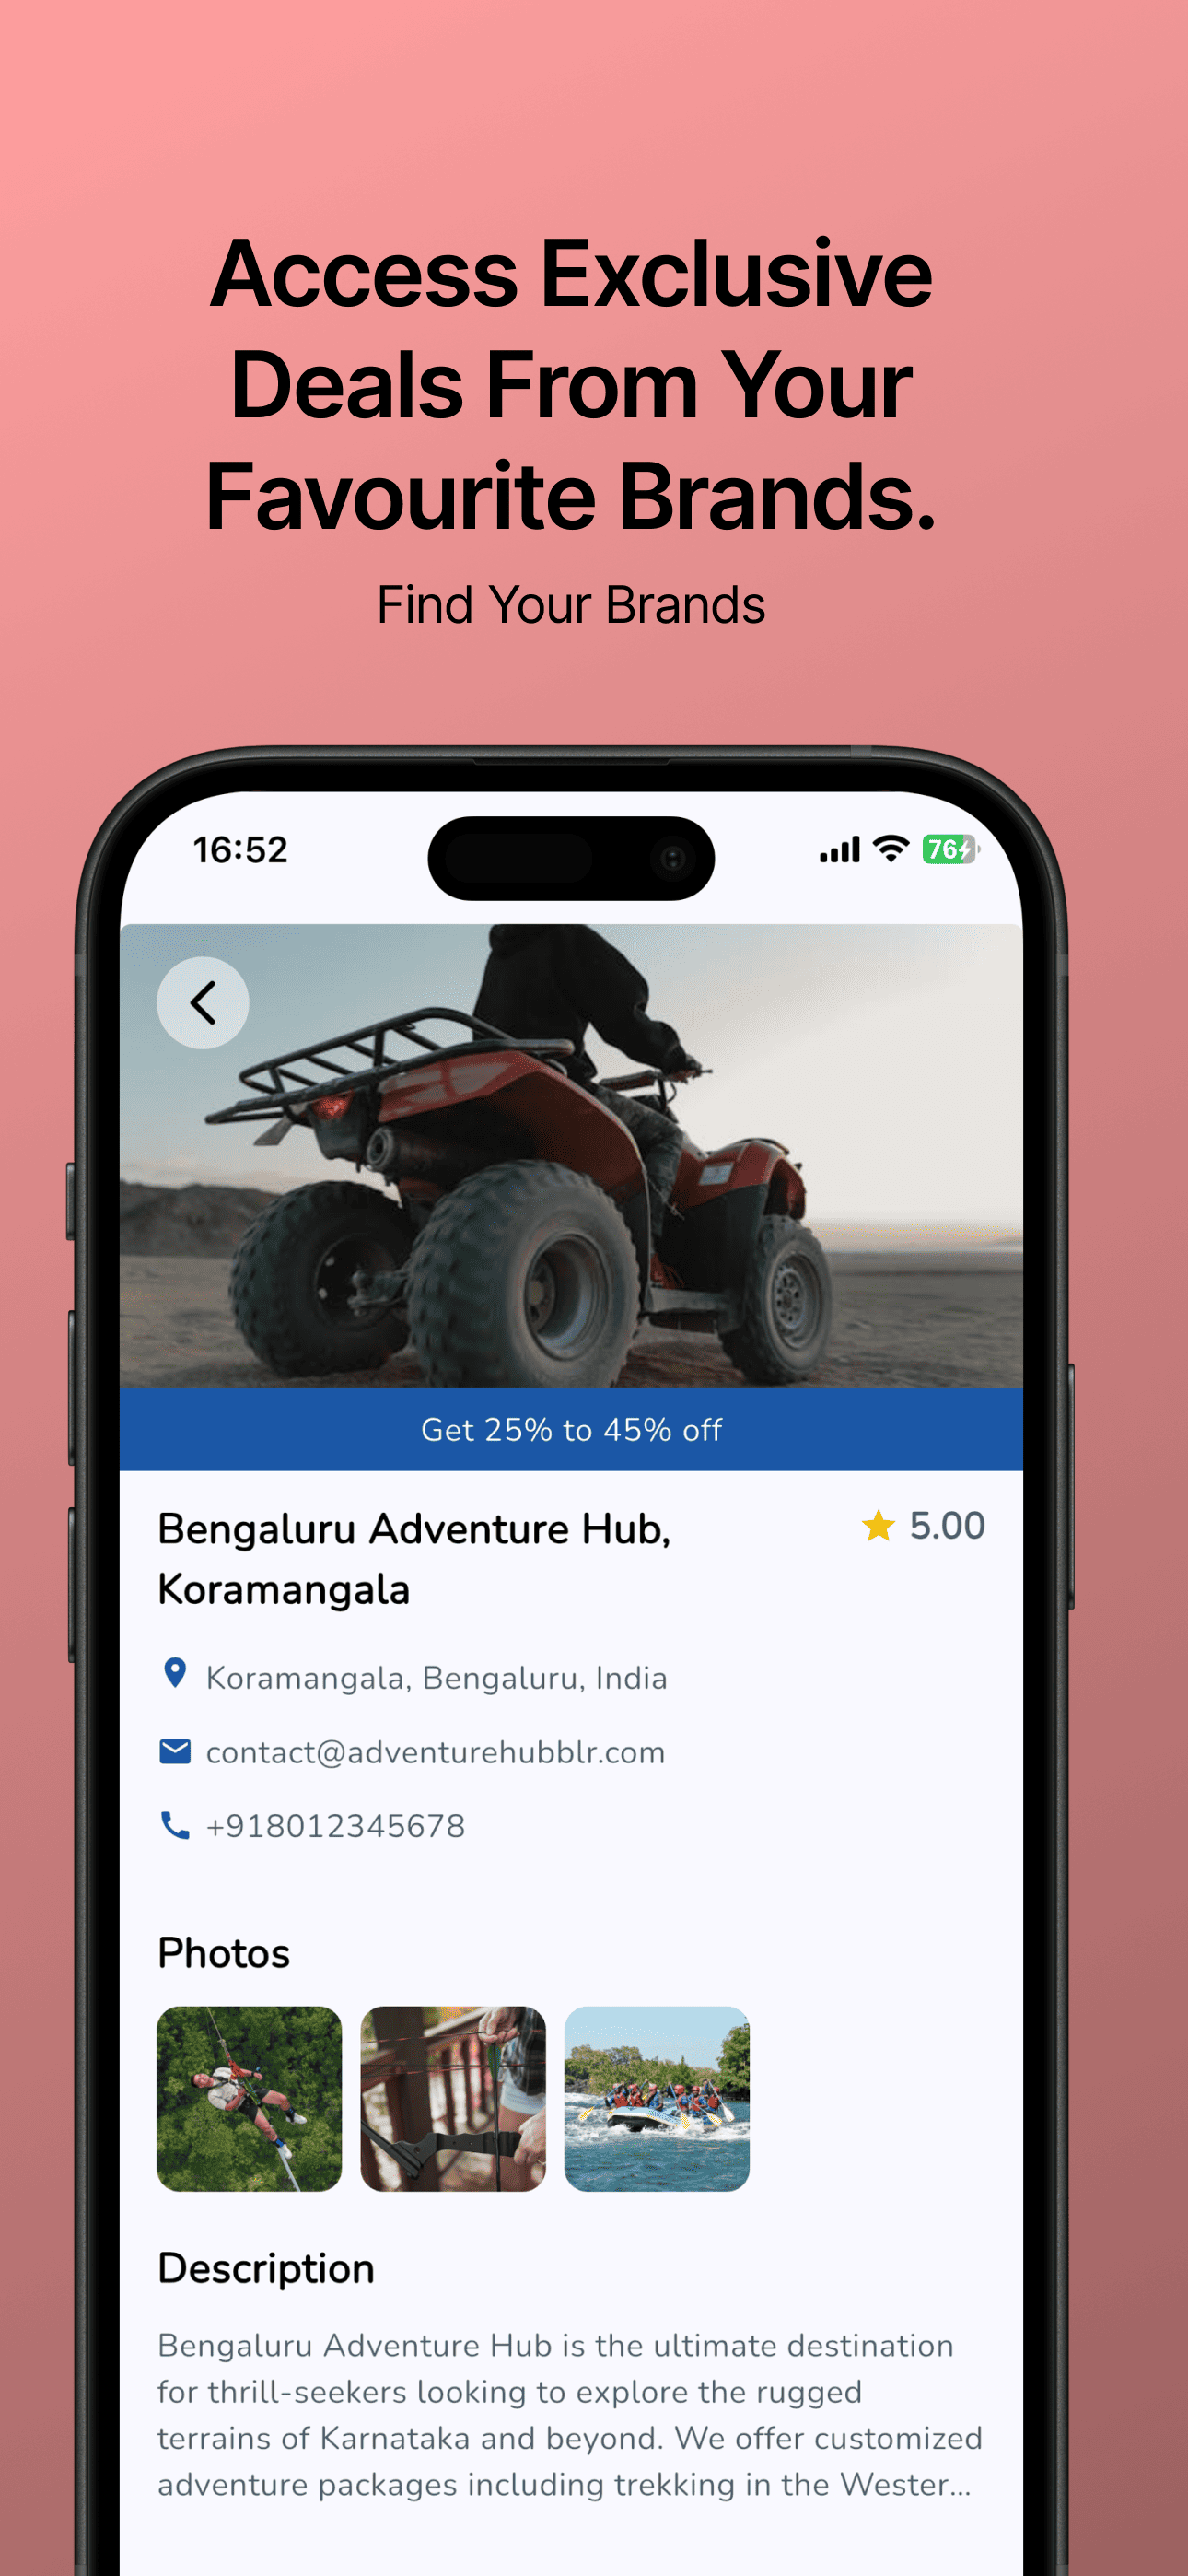 Access Exclusive
Deals From Your
Favourite Brands.
Find Your Brands
16:52
76
Get 25% to 45% off
Bengaluru Adventure Hub,
Koramangala
5.00
Koramangala, Bengaluru, India
contact@adventurehubblr.com
+918012345678
Photos
Description
Bengaluru Adventure Hub is the ultimate destination
for thrill-seekers looking to explore the rugged
terrains of Karnataka and beyond. We offer customized
adventure packages including trekking in the Wester...